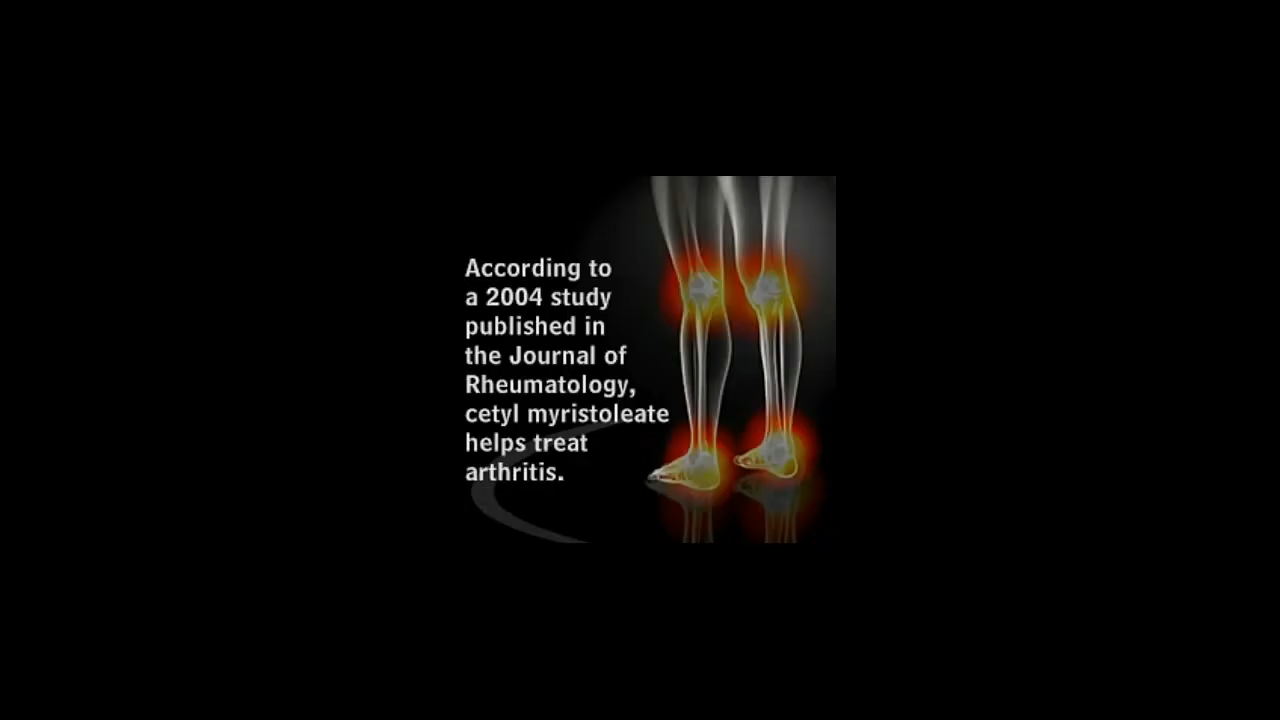 According to
a 2004 study
published in
the Journal of
Rheumatology,
cetyl myristoleate
helps treat
arthritis.